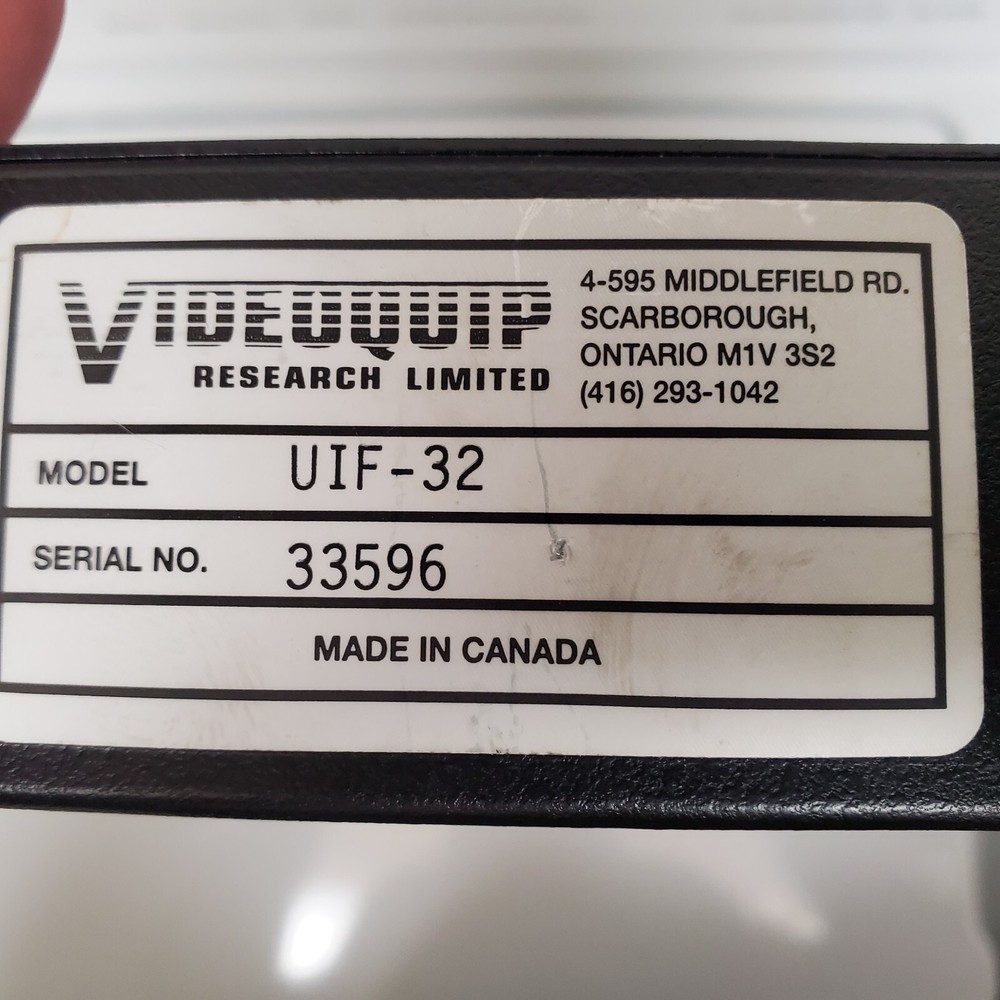 VIDEOQUIP
RESEARCH LIMITED
4-595 MIDDLEFIELD RD.
SCARBOROUGH,
ONTARIO M1V 3S2
(416) 293-1042
MODEL UIF-32
SERIAL NO. 33596
MADE IN CANADA